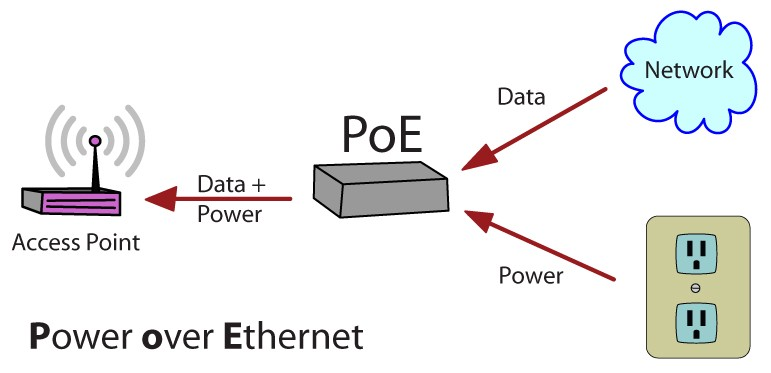 Network
Data
PoE
Data +
Power
Access Point
Power
Power over Ethernet